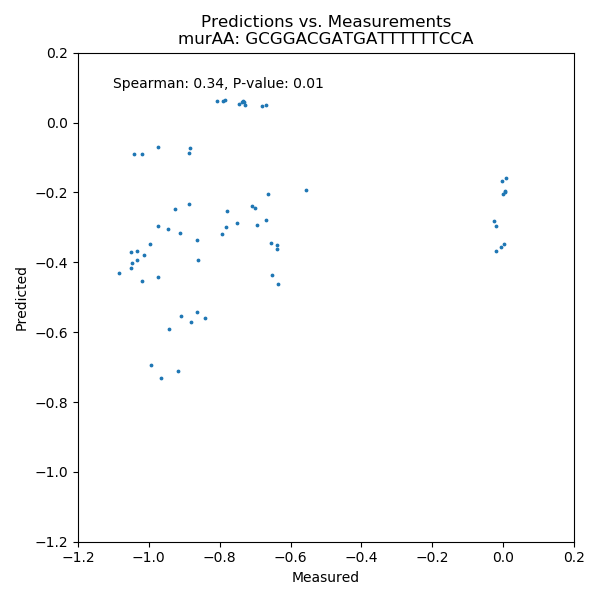 Predictions vs. Measurements
murAA: GCGGACGATGATTTTTTCCA
Spearman: 0.34, P-value: 0.01
0.2
0.0
−0.2
−0.4
−0.6
−0.8
−1.0
−1.2
Predicted
−1.2 −1.0 −0.8 −0.6 −0.4 −0.2 0.0 0.2
Measured